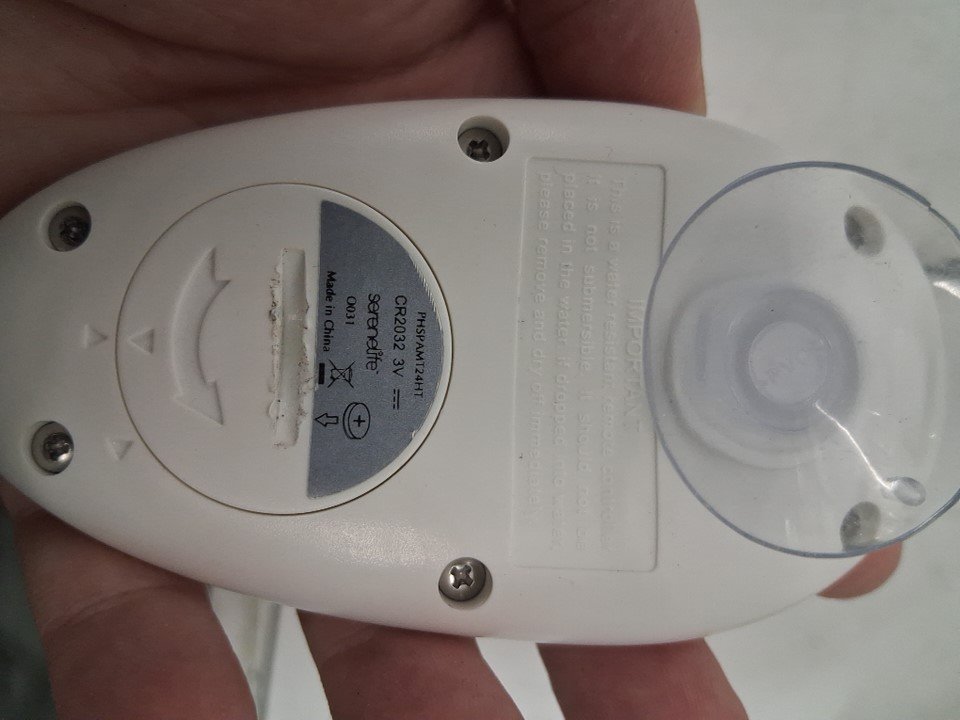 PHSPAMT24HT
CR2032 3V
serenelife
0031
Made in China
IMPORTANT
This is a water resistant remote control
it is not submersible. It should not be
placed in the water. If dropped into water,
please remove and dry off immediately.